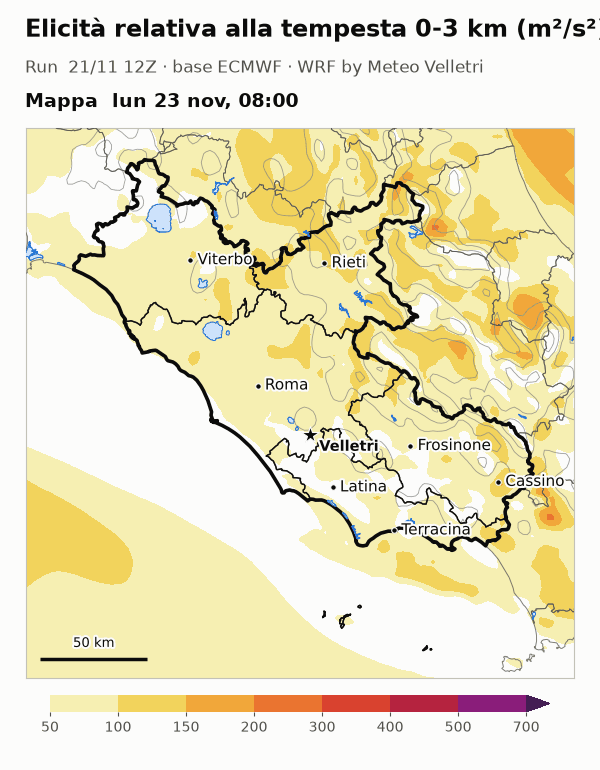 Elicità relativa alla tempesta 0-3 km (m²/s²)
Run 21/11 12Z · base ECMWF · WRF by Meteo Velletri
Mappa lun 23 nov, 08:00
Viterbo
Rieti
Roma
Velletri
Frosinone
Latina
Cassino
Terracina
50 km
50 100 150 200 300 400 500 700